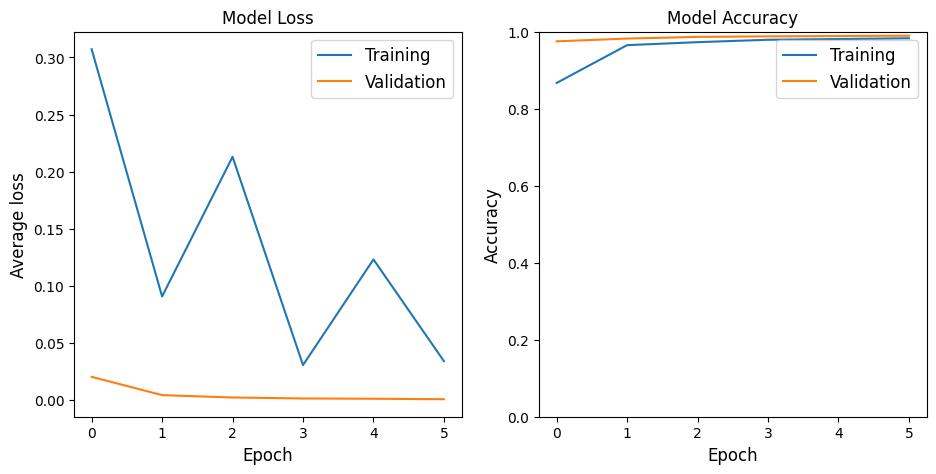 Model Loss
Average loss
0.30
0.25
0.20
0.15
0.10
0.05
0.00
Training
Validation
0 1 2 3 4 5
Epoch
Model Accuracy
Accuracy
1.0
0.8
0.6
0.4
0.2
0.0
Training
Validation
0 1 2 3 4 5
Epoch